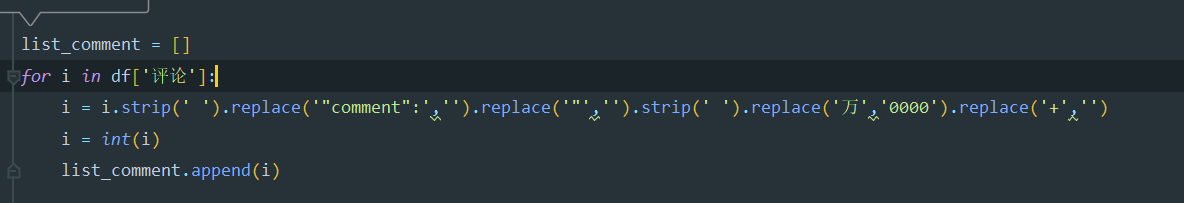 list_comment = []
for i in df['评论']:
    i = i.strip(' ').replace('"comment":','').replace('"','').strip(' ').replace('万','0000').replace('+','')
    i = int(i)
    list_comment.append(i)